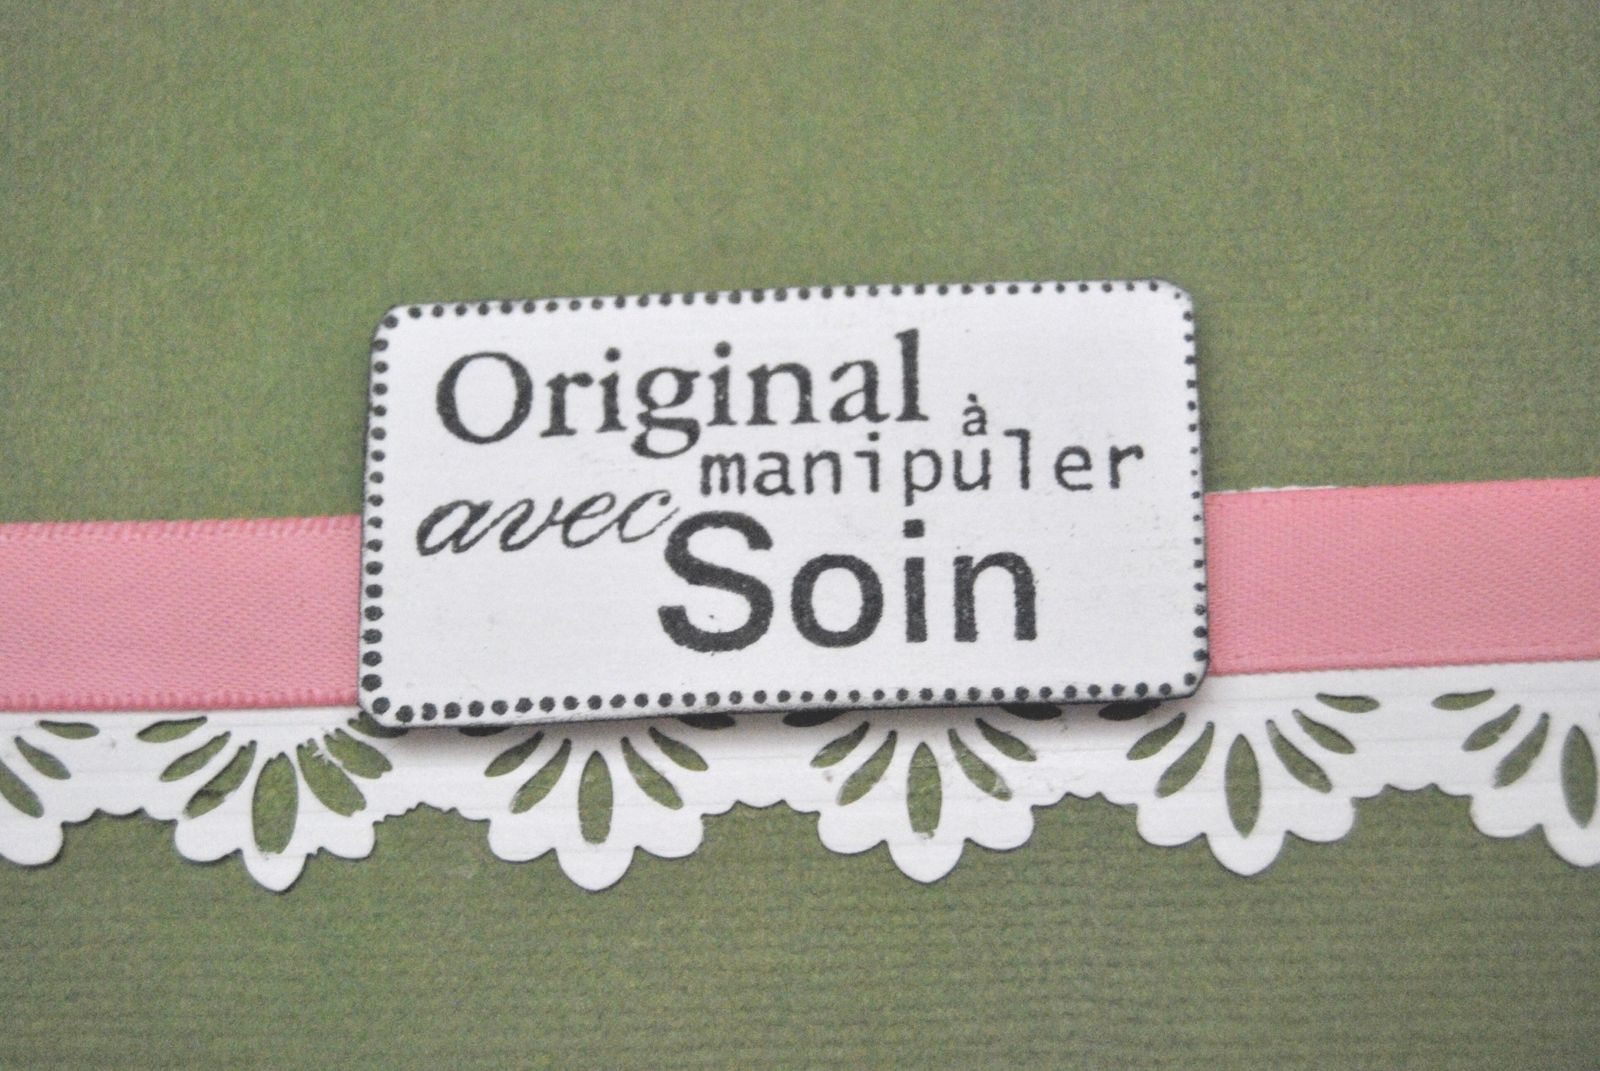 Original à
manipuler
avec Soin